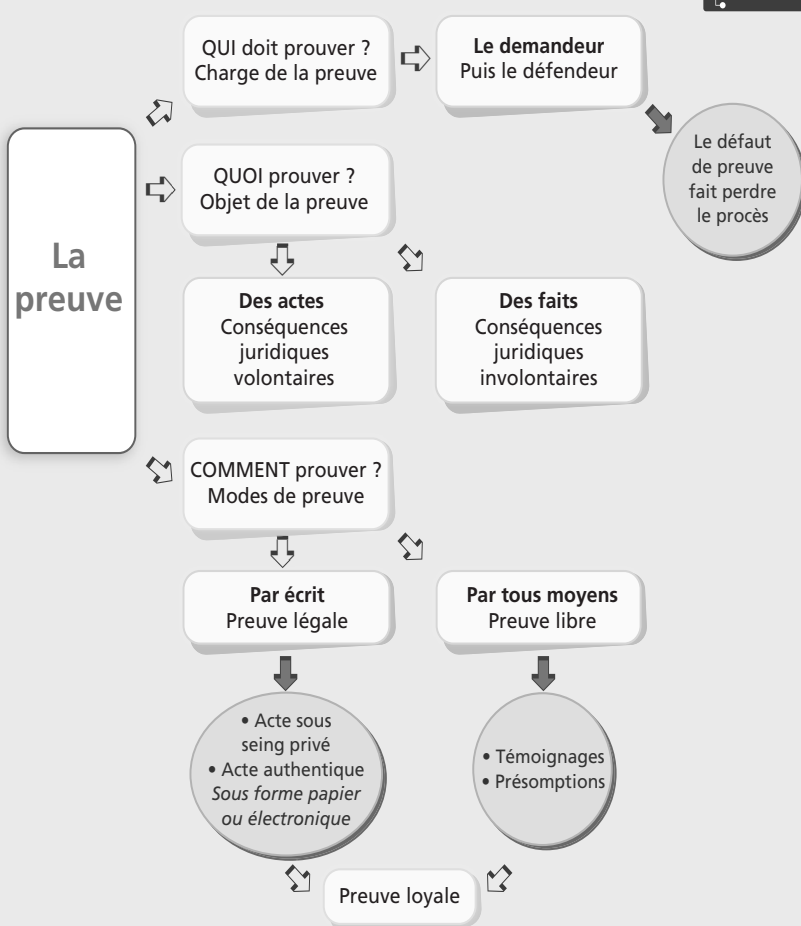 QUI doit prouver ?
Charge de la preuve
Le demandeur
Puis le défendeur
Le défaut
de preuve
fait perdre
le procès
La
preuve
QUOI prouver ?
Objet de la preuve
Des actes
Conséquences
juridiques
volontaires
Des faits
Conséquences
juridiques
involontaires
COMMENT prouver ?
Modes de preuve
Par écrit
Preuve légale
Par tous moyens
Preuve libre
• Acte sous
seing privé
• Acte authentique
Sous forme papier
ou électronique
• Témoignages
• Présomptions
Preuve loyale